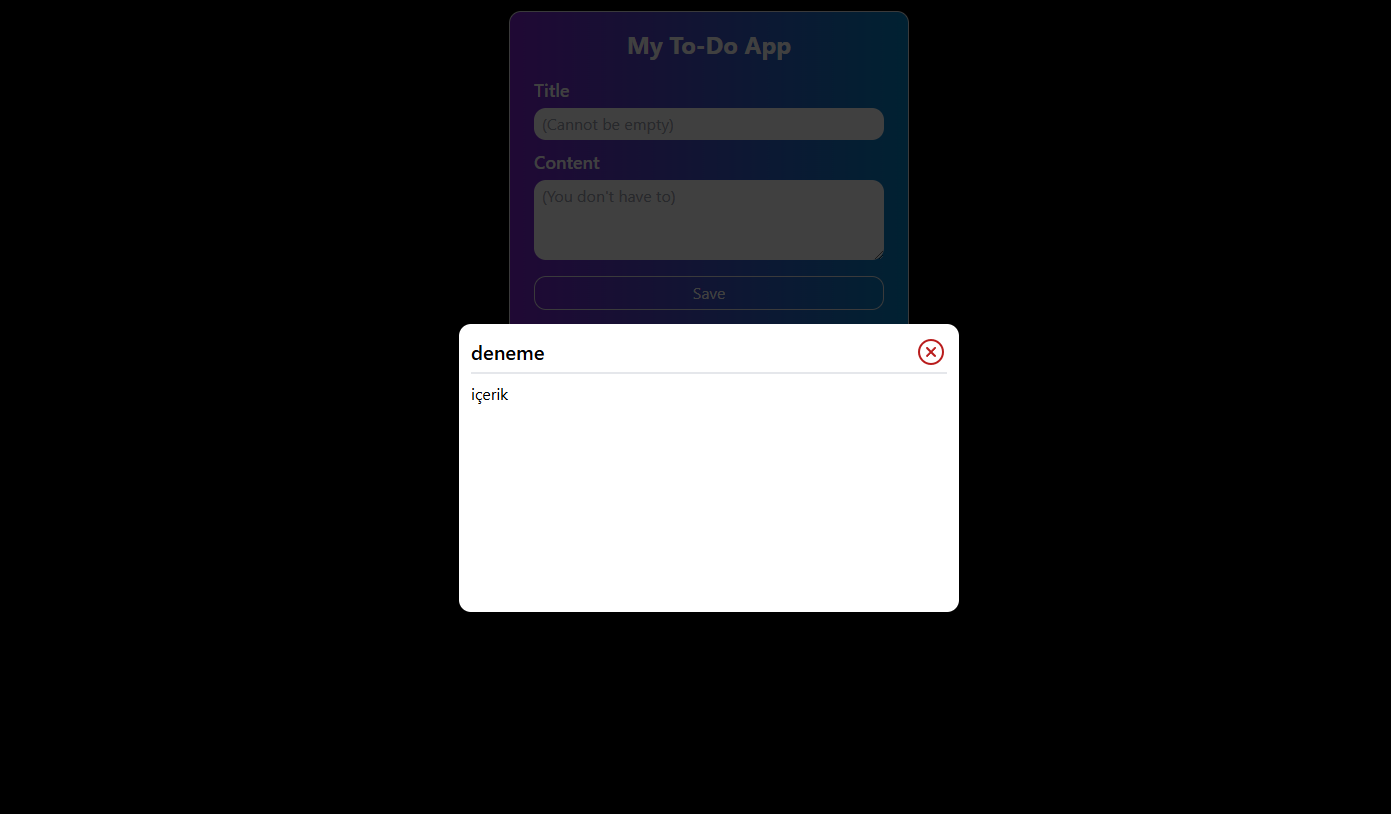 My To-Do App
Title
(Cannot be empty)
Content
(You don't have to)
Save
deneme
içerik